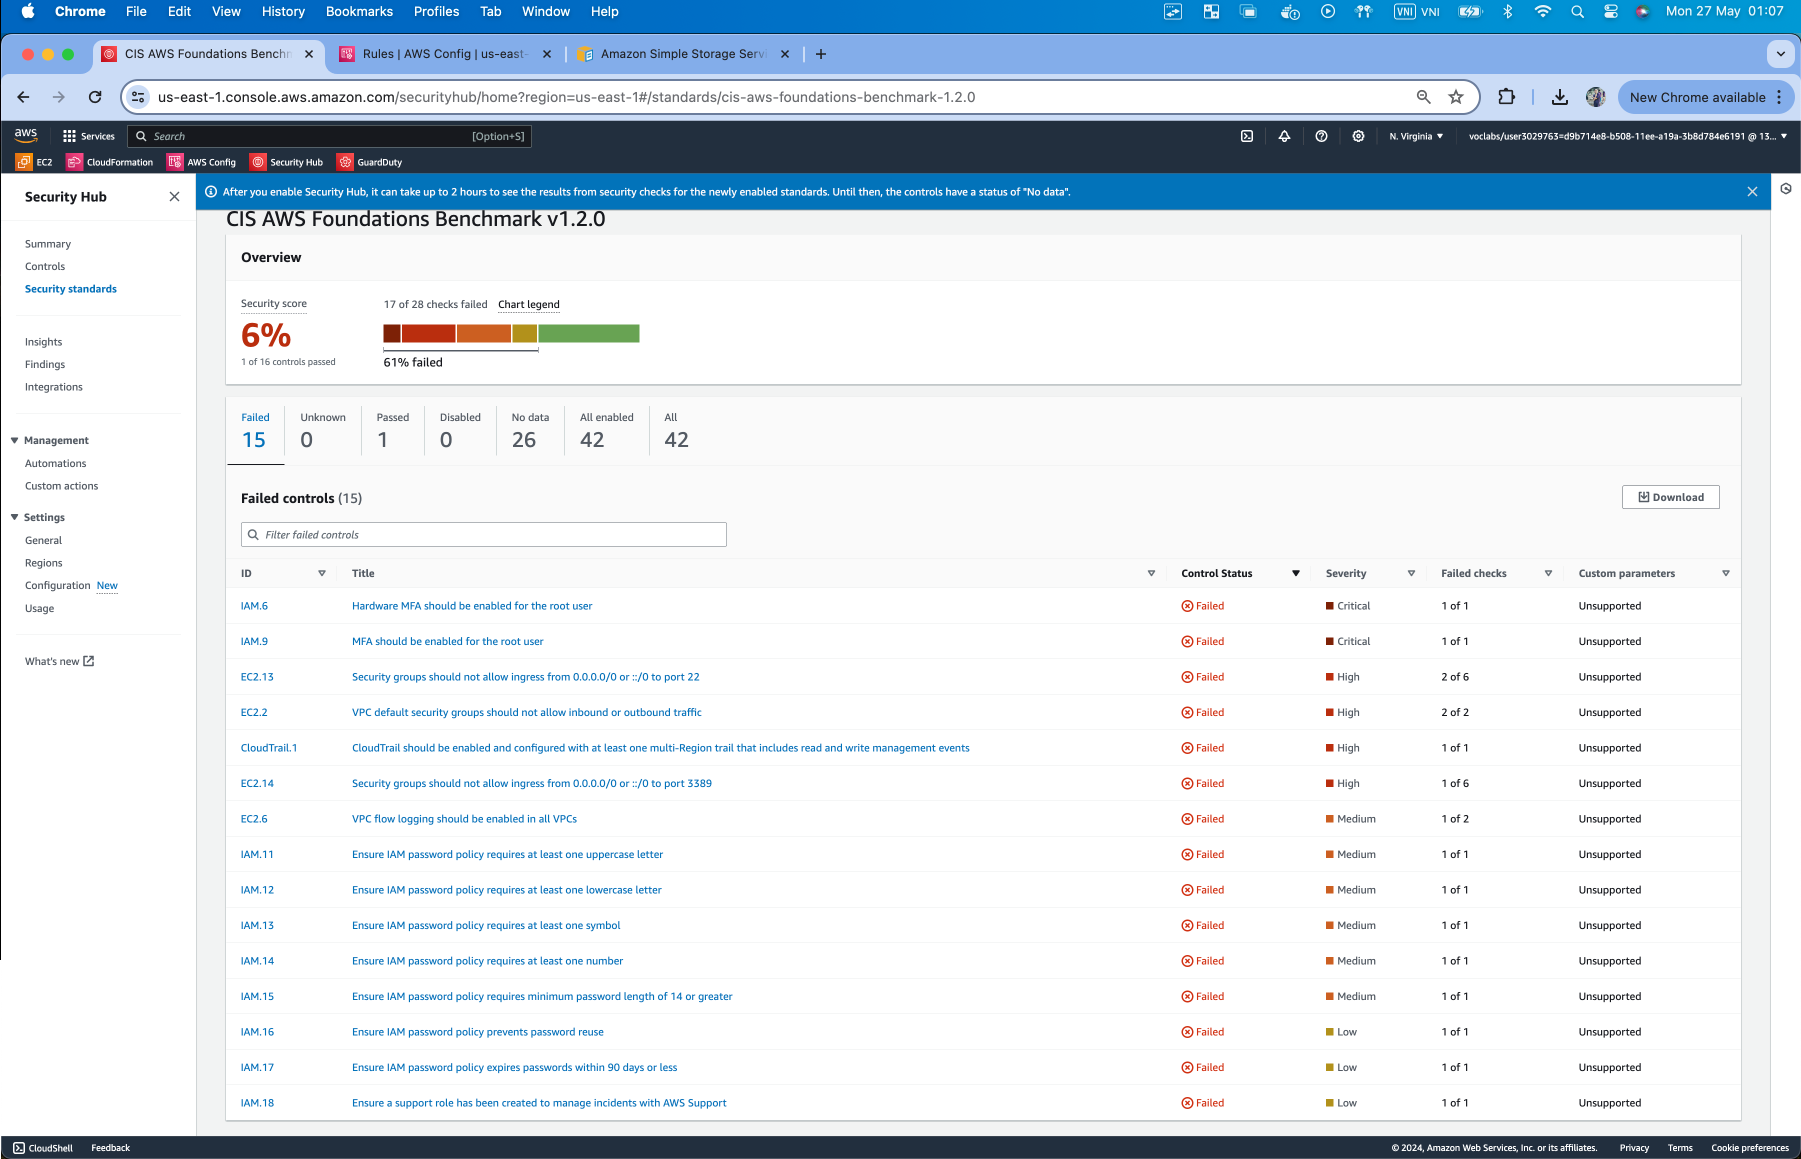 Chrome File Edit View History Bookmarks Profiles Tab Window Help VNI VNI Mon 27 May 01:07
CIS AWS Foundations Benchm Rules | AWS Config | us-east- Amazon Simple Storage Servi
us-east-1.console.aws.amazon.com/securityhub/home?region=us-east-1#/standards/cis-aws-foundations-benchmark-1.2.0 New Chrome available
aws Services Search [Option+S] N. Virginia voclabs/user3029763=d9b714e8-b508-11ee-a19a-3b8d784e6191 @ 13...
EC2 CloudFormation AWS Config Security Hub GuardDuty
Security Hub
Summary
Controls
Security standards
Insights
Findings
Integrations
Management
Automations
Custom actions
Settings
General
Regions
Configuration New
Usage
What's new
After you enable Security Hub, it can take up to 2 hours to see the results from security checks for the newly enabled standards. Until then, the controls have a status of "No data".
CIS AWS Foundations Benchmark v1.2.0
Overview
Security score
6%
1 of 16 controls passed
17 of 28 checks failed Chart legend
61% failed
Failed Unknown Passed Disabled No data All enabled All
15 0 1 0 26 42 42
Failed controls (15) Download
Filter failed controls
ID Title Control Status Severity Failed checks Custom parameters
IAM.6 Hardware MFA should be enabled for the root user Failed Critical 1 of 1 Unsupported
IAM.9 MFA should be enabled for the root user Failed Critical 1 of 1 Unsupported
EC2.13 Security groups should not allow ingress from 0.0.0.0/0 or ::/0 to port 22 Failed High 2 of 6 Unsupported
EC2.2 VPC default security groups should not allow inbound or outbound traffic Failed High 2 of 2 Unsupported
CloudTrail.1 CloudTrail should be enabled and configured with at least one multi-Region trail that includes read and write management events Failed High 1 of 1 Unsupported
EC2.14 Security groups should not allow ingress from 0.0.0.0/0 or ::/0 to port 3389 Failed High 1 of 6 Unsupported
EC2.6 VPC flow logging should be enabled in all VPCs Failed Medium 1 of 2 Unsupported
IAM.11 Ensure IAM password policy requires at least one uppercase letter Failed Medium 1 of 1 Unsupported
IAM.12 Ensure IAM password policy requires at least one lowercase letter Failed Medium 1 of 1 Unsupported
IAM.13 Ensure IAM password policy requires at least one symbol Failed Medium 1 of 1 Unsupported
IAM.14 Ensure IAM password policy requires at least one number Failed Medium 1 of 1 Unsupported
IAM.15 Ensure IAM password policy requires minimum password length of 14 or greater Failed Medium 1 of 1 Unsupported
IAM.16 Ensure IAM password policy prevents password reuse Failed Low 1 of 1 Unsupported
IAM.17 Ensure IAM password policy expires passwords within 90 days or less Failed Low 1 of 1 Unsupported
IAM.18 Ensure a support role has been created to manage incidents with AWS Support Failed Low 1 of 1 Unsupported
CloudShell Feedback © 2024, Amazon Web Services, Inc. or its affiliates. Privacy Terms Cookie preferences